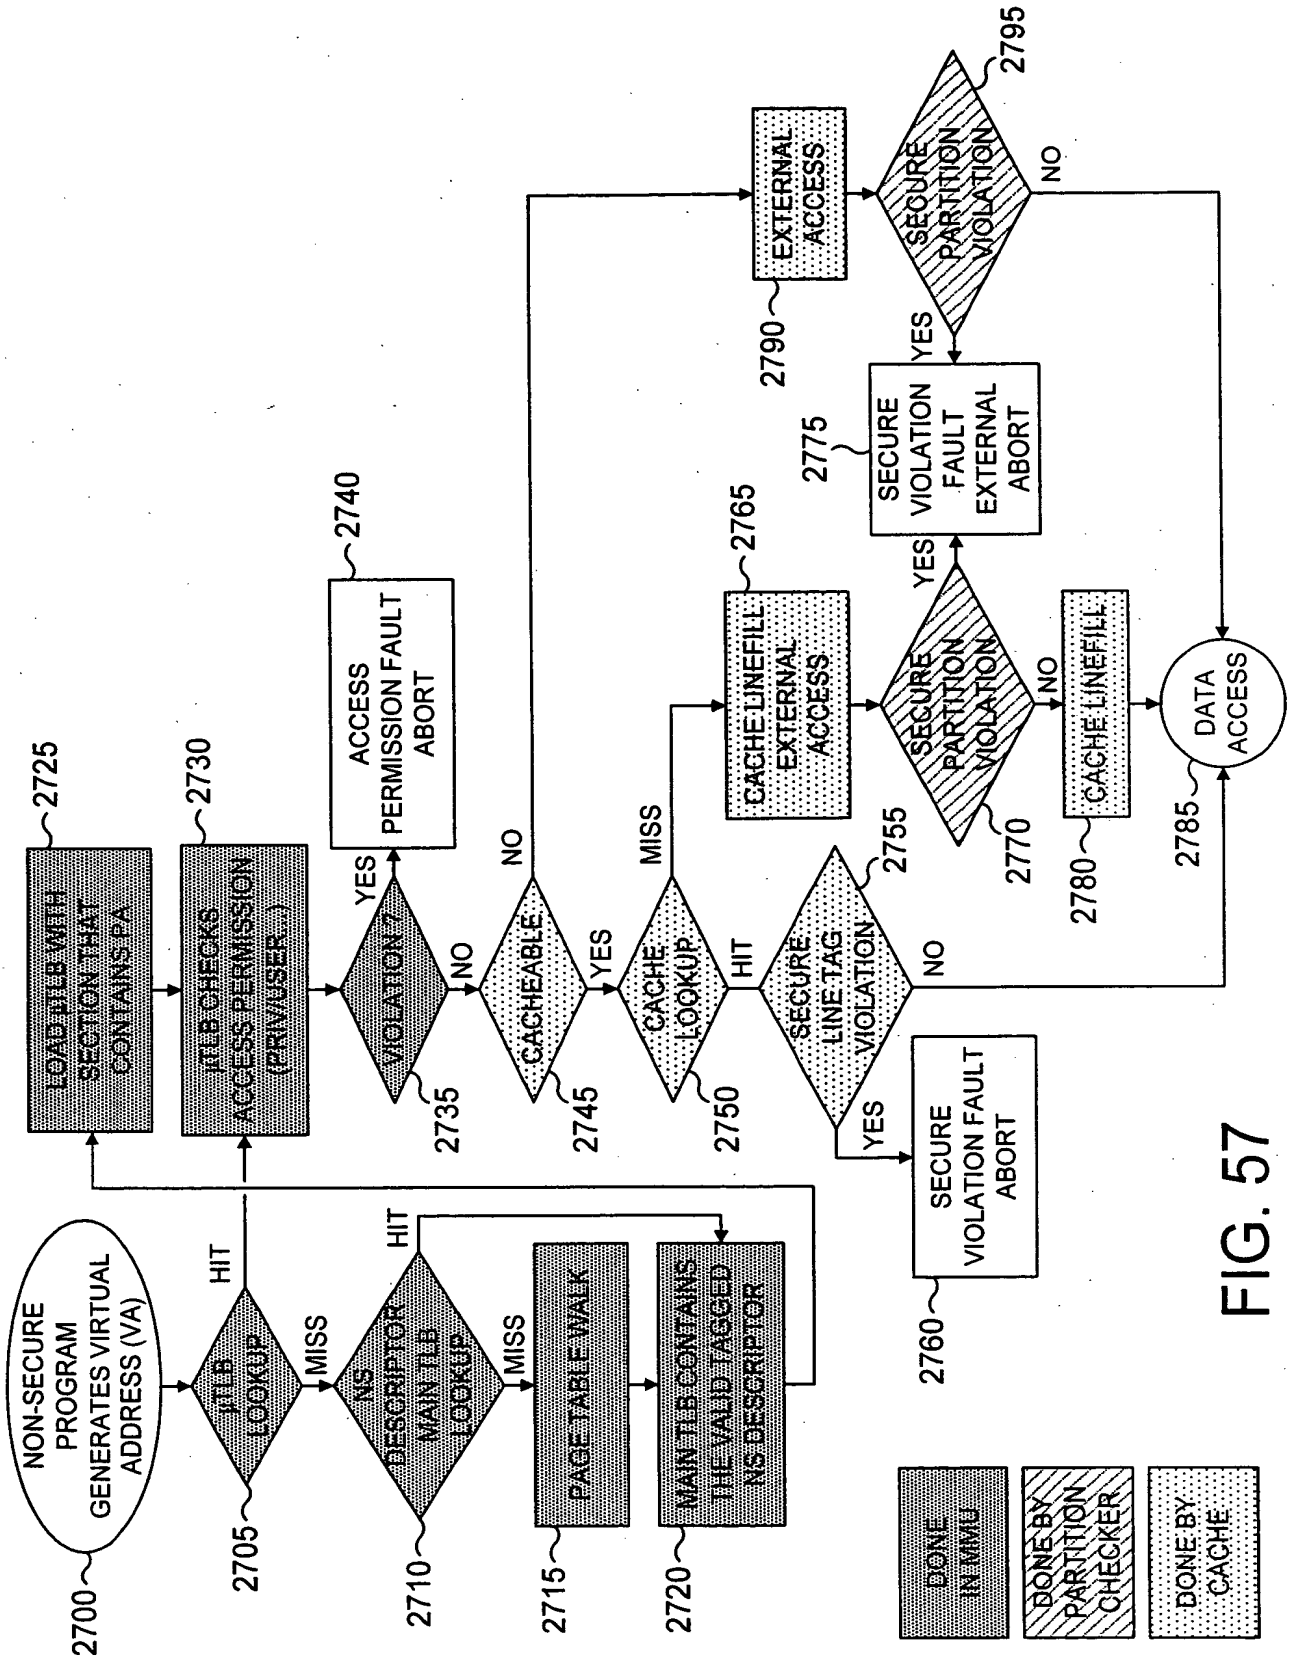 NON-SECURE
PROGRAM
GENERATES VIRTUAL
ADDRESS (VA)
2700
µTLB
LOOKUP
2705
HIT
MISS
NS
DESCRIPTOR
MAIN TLB
LOOKUP
2710
HIT
MISS
PAGE TABLE WALK
2715
MAIN TLB CONTAINS
THE VALID TAGGED
NS DESCRIPTOR
2720
LOAD µTLB WITH
SECTION THAT
CONTAINS PA
2725
µTLB CHECKS
ACCESS PERMISSION
(PRIV/USER...)
2730
VIOLATION?
2735
YES
NO
ACCESS
PERMISSION FAULT
ABORT
2740
CACHEABLE
2745
NO
YES
CACHE
LOOKUP
2750
MISS
HIT
SECURE
LINE TAG
VIOLATION
2755
YES
NO
SECURE
VIOLATION FAULT
ABORT
2760
CACHE LINEFILL
EXTERNAL
ACCESS
2765
SECURE
PARTITION
VIOLATION
2770
YES
NO
SECURE
VIOLATION
FAULT
EXTERNAL
ABORT
2775
CACHE LINEFILL
2780
DATA
ACCESS
2785
EXTERNAL
ACCESS
2790
SECURE
PARTITION
VIOLATION
2795
YES
NO
DONE
IN MMU
DONE BY
PARTITION
CHECKER
DONE BY
CACHE
FIG. 57